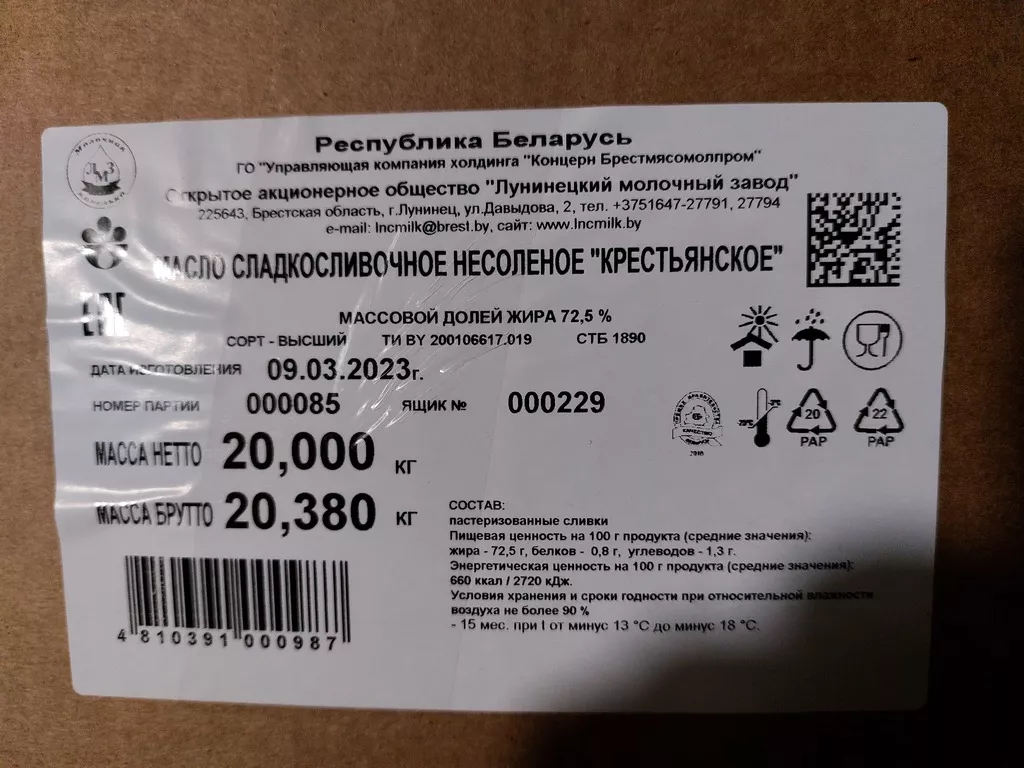 Республика Беларусь
ГО "Управляющая компания холдинга "Концерн Брестмясомолпром"
Открытое акционерное общество "Лунинецкий молочный завод"
225643, Брестская область, г.Лунинец, ул.Давыдова, 2, тел. +3751647-27791, 27794
e-mail: lncmilk@brest.by, сайт: www.lncmilk.by
МАСЛО СЛАДКОСЛИВОЧНОЕ НЕСОЛЕНОЕ "КРЕСТЬЯНСКОЕ"
ЛМЗ
EAC
МАССОВОЙ ДОЛЕЙ ЖИРА 72,5 %
СОРТ - ВЫСШИЙ ТИ BY 200106617.019 СТБ 1890
ДАТА ИЗГОТОВЛЕНИЯ 09.03.2023г.
НОМЕР ПАРТИИ 000085 ЯЩИК № 000229
20 PAP
22 PAP
МАССА НЕТТО 20,000 КГ
МАССА БРУТТО 20,380 КГ
СОСТАВ:
пастеризованные сливки
Пищевая ценность на 100 г продукта (средние значения):
жира - 72,5 г, белков - 0,8 г, углеводов - 1,3 г.
Энергетическая ценность на 100 г продукта (средние значения):
660 ккал / 2720 кДж.
Условия хранения и сроки годности при относительной влажности
воздуха не более 90 %
- 15 мес. при t от минус 13 °С до минус 18 °С.
4 810391 000987